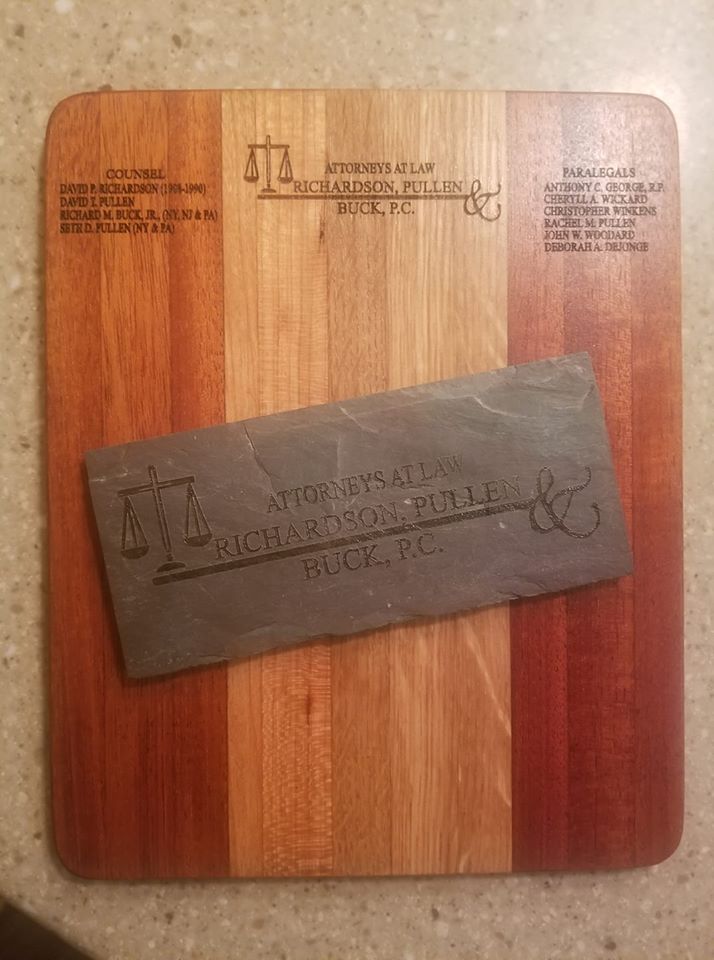 COUNSEL
DAVID P. RICHARDSON (1908-1990)
DAVID T. PULLEN
RICHARD M. BUCK, JR., (NY, NJ & PA)
SETH D. PULLEN (NY & PA)
ATTORNEYS AT LAW
RICHARDSON, PULLEN &
BUCK, P.C.
PARALEGALS
ANTHONY C. GEORGE, R.P.
CHERYLL A. WICKARD
CHRISTOPHER WINKENS
RACHEL M. PULLEN
JOHN W. WOODARD
DEBORAH A. DEJONGE
ATTORNEYS AT LAW
RICHARDSON, PULLEN &
BUCK, P.C.